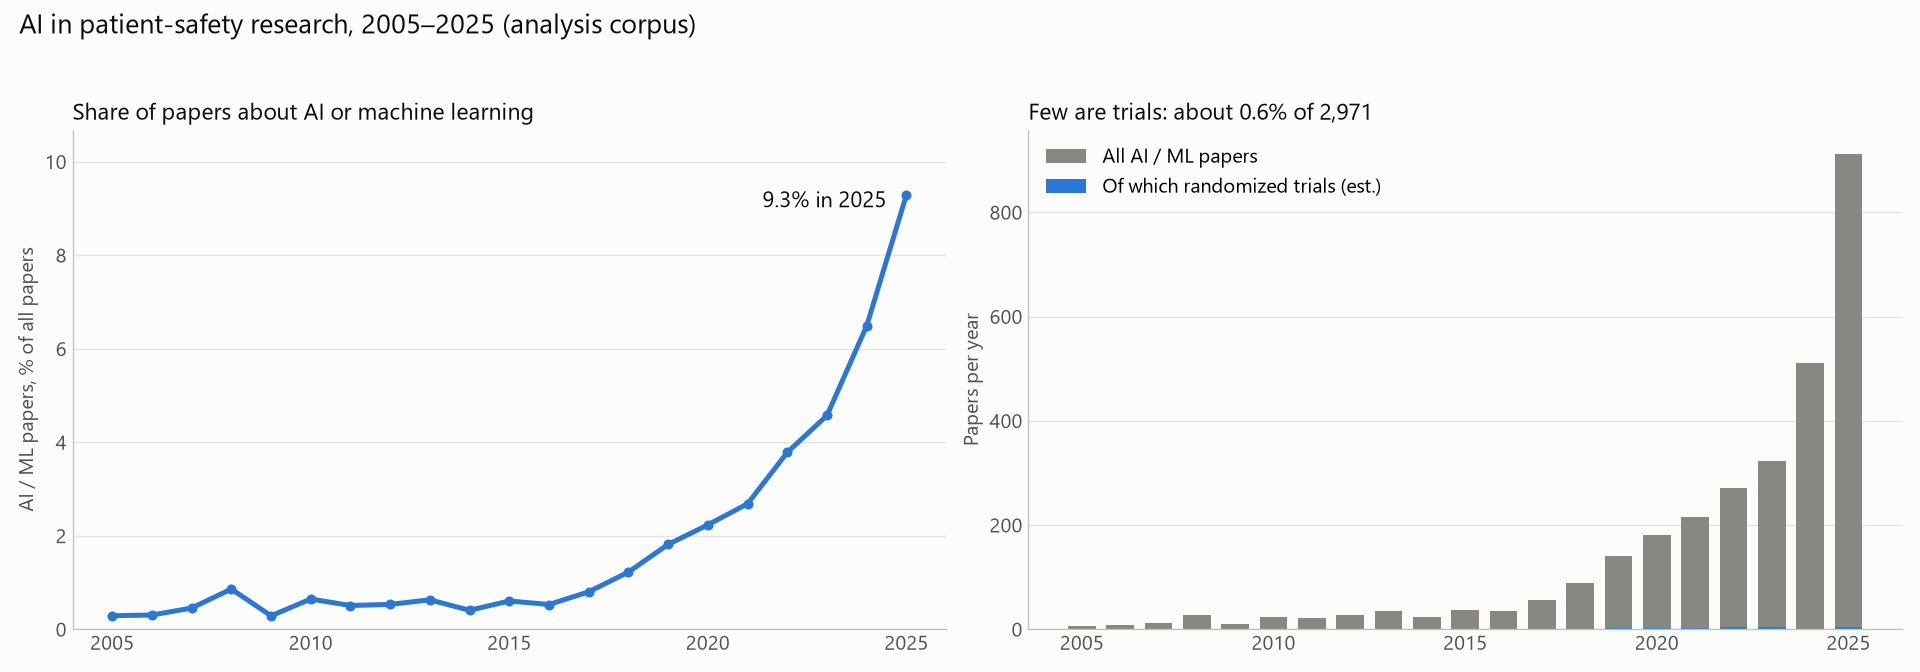 AI in patient-safety research, 2005–2025 (analysis corpus)
Share of papers about AI or machine learning
AI / ML papers, % of all papers
10
8
6
4
2
0
9.3% in 2025
2005
2010
2015
2020
2025
Few are trials: about 0.6% of 2,971
All AI / ML papers
Of which randomized trials (est.)
Papers per year
800
600
400
200
0
2005
2010
2015
2020
2025